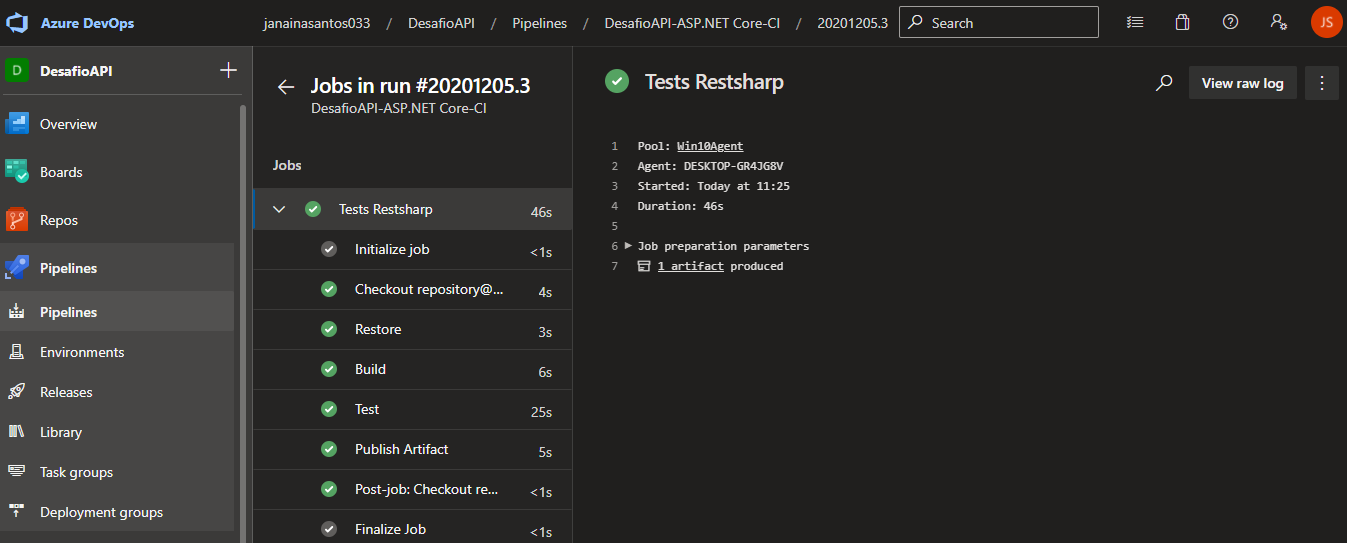 Azure DevOps
janainasantos033 / DesafioAPI / Pipelines / DesafioAPI-ASP.NET Core-CI / 20201205.3
Search
JS
D DesafioAPI
Overview
Boards
Repos
Pipelines
Pipelines
Environments
Releases
Library
Task groups
Deployment groups
Jobs in run #20201205.3
DesafioAPI-ASP.NET Core-CI
Jobs
Tests Restsharp 46s
Initialize job <1s
Checkout repository@... 4s
Restore 3s
Build 6s
Test 25s
Publish Artifact 5s
Post-job: Checkout re... <1s
Finalize Job <1s
Tests Restsharp
View raw log
1 Pool: Win10Agent
2 Agent: DESKTOP-GR4JG8V
3 Started: Today at 11:25
4 Duration: 46s
5
6 Job preparation parameters
7 1 artifact produced